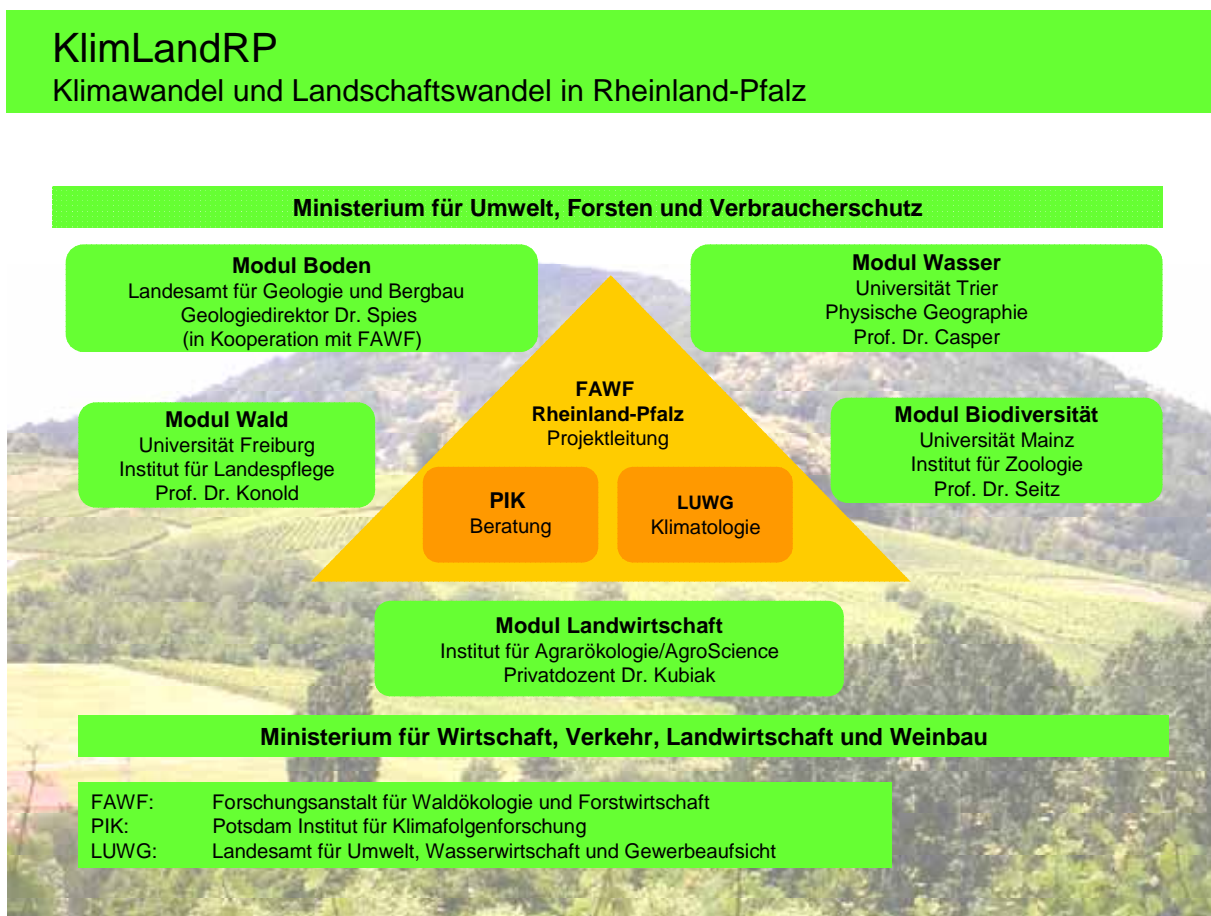 KlimLandRP
Klimawandel und Landschaftswandel in Rheinland-Pfalz
Ministerium für Umwelt, Forsten und Verbraucherschutz
Modul Boden
Landesamt für Geologie und Bergbau
Geologiedirektor Dr. Spies
(in Kooperation mit FAWF)
Modul Wasser
Universität Trier
Physische Geographie
Prof. Dr. Casper
FAWF
Rheinland-Pfalz
Projektleitung
Modul Wald
Universität Freiburg
Institut für Landespflege
Prof. Dr. Konold
Modul Biodiversität
Universität Mainz
Institut für Zoologie
Prof. Dr. Seitz
PIK
Beratung
LUWG
Klimatologie
Modul Landwirtschaft
Institut für Agrarökologie/AgroScience
Privatdozent Dr. Kubiak
Ministerium für Wirtschaft, Verkehr, Landwirtschaft und Weinbau
FAWF: Forschungsanstalt für Waldökologie und Forstwirtschaft
PIK: Potsdam Institut für Klimafolgenforschung
LUWG: Landesamt für Umwelt, Wasserwirtschaft und Gewerbeaufsicht